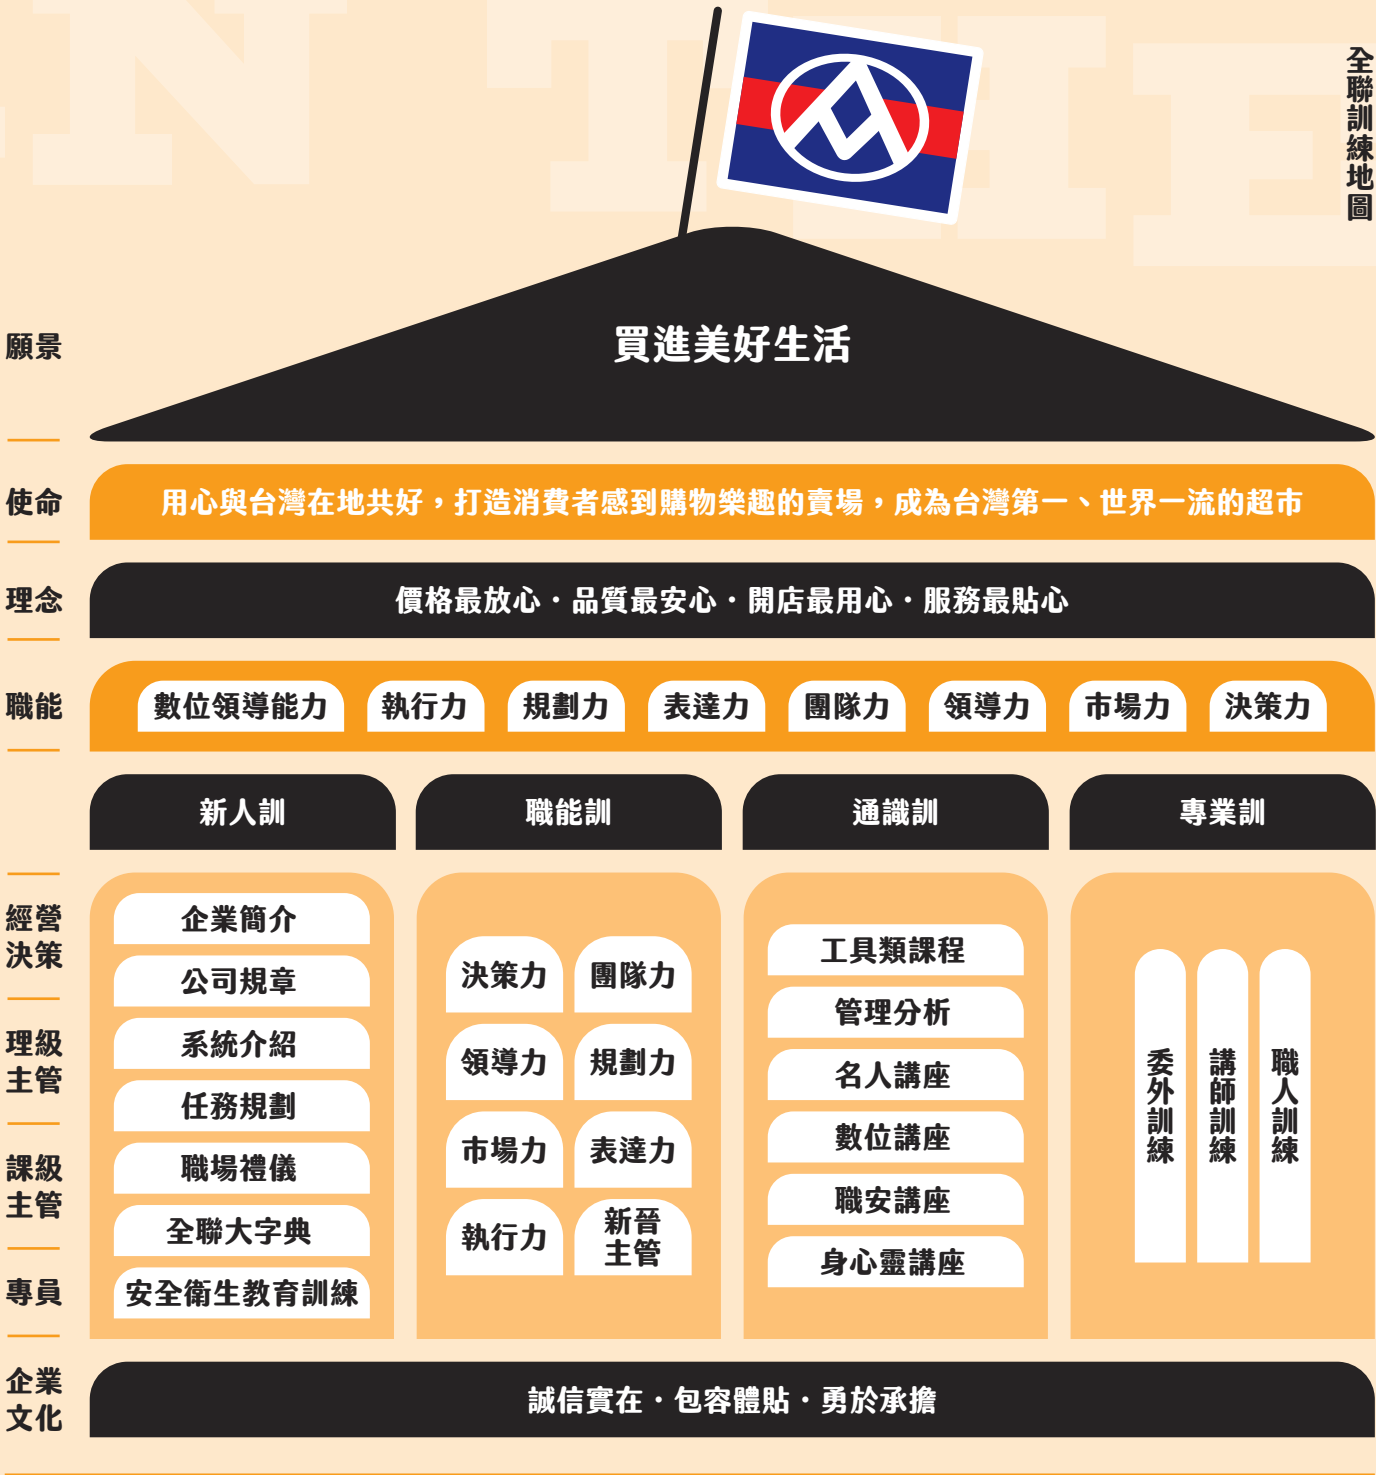 全聯訓練地圖
願景
買進美好生活
使命
用心與台灣在地共好，打造消費者感到購物樂趣的賣場，成為台灣第一、世界一流的超市
理念
價格最放心・品質最安心・開店最用心・服務最貼心
職能
數位領導能力
執行力
規劃力
表達力
團隊力
領導力
市場力
決策力
新人訓
職能訓
通識訓
專業訓
經營
決策
理級
主管
課級
主管
專員
企業簡介
公司規章
系統介紹
任務規劃
職場禮儀
全聯大字典
安全衛生教育訓練
決策力
團隊力
領導力
規劃力
市場力
表達力
執行力
新晉
主管
工具類課程
管理分析
名人講座
數位講座
職安講座
身心靈講座
委外訓練
講師訓練
職人訓練
企業
文化
誠信實在・包容體貼・勇於承擔
N THE